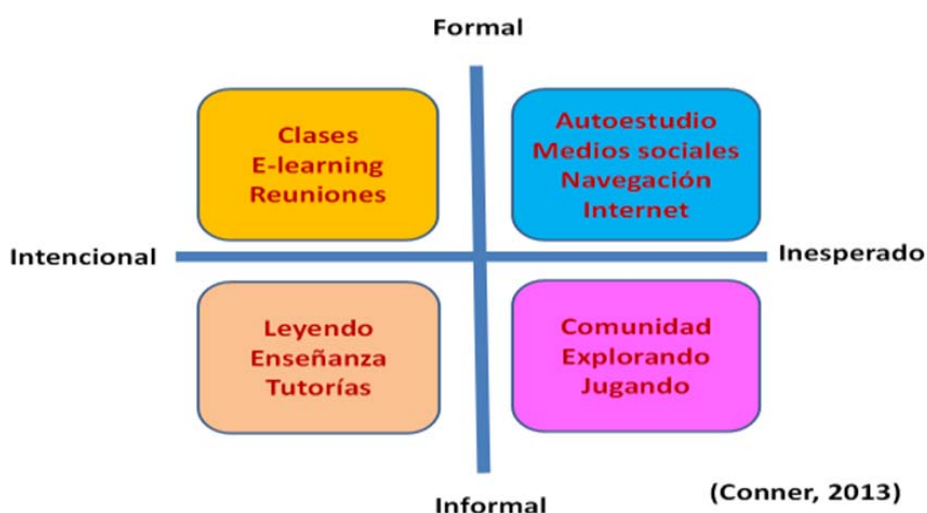 Formal
Clases
E-learning
Reuniones
Autoestudio
Medios sociales
Navegación
Internet
Intencional
Inesperado
Leyendo
Enseñanza
Tutorías
Comunidad
Explorando
Jugando
Informal
(Conner, 2013)